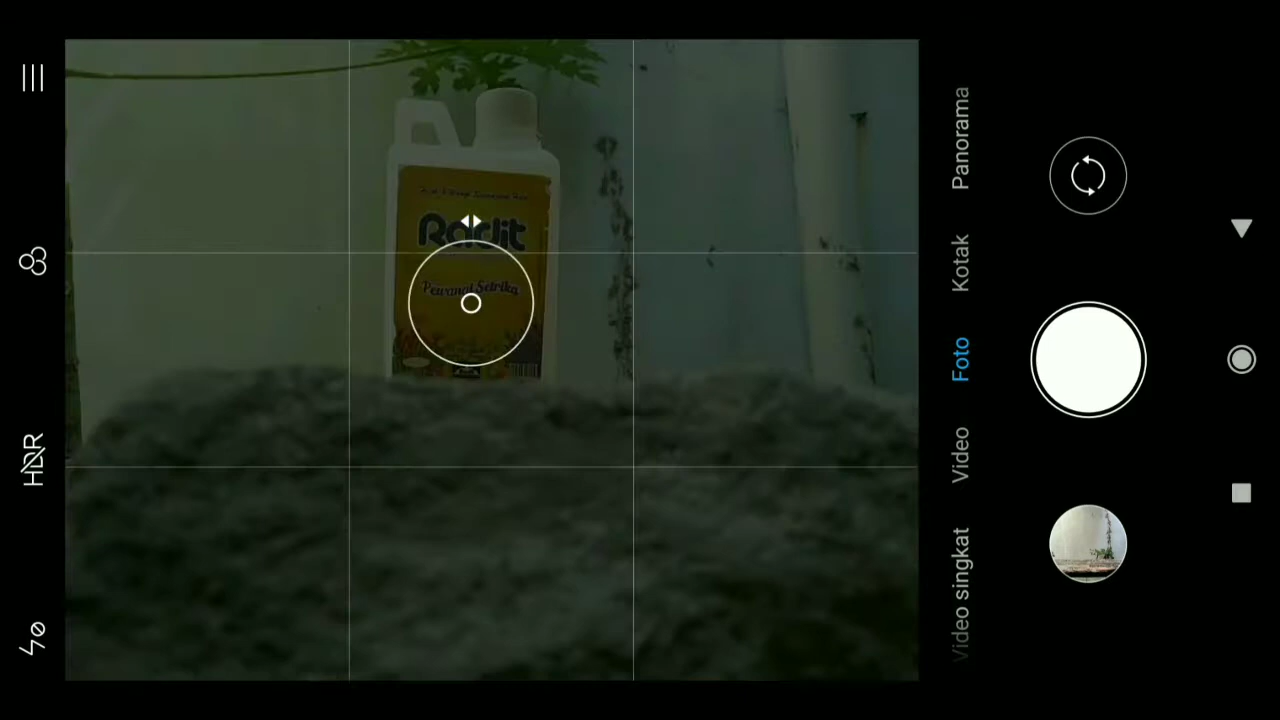 HDR
Radit
Pewangi Setrika
Panorama
Kotak
Foto
Video
Video singkat